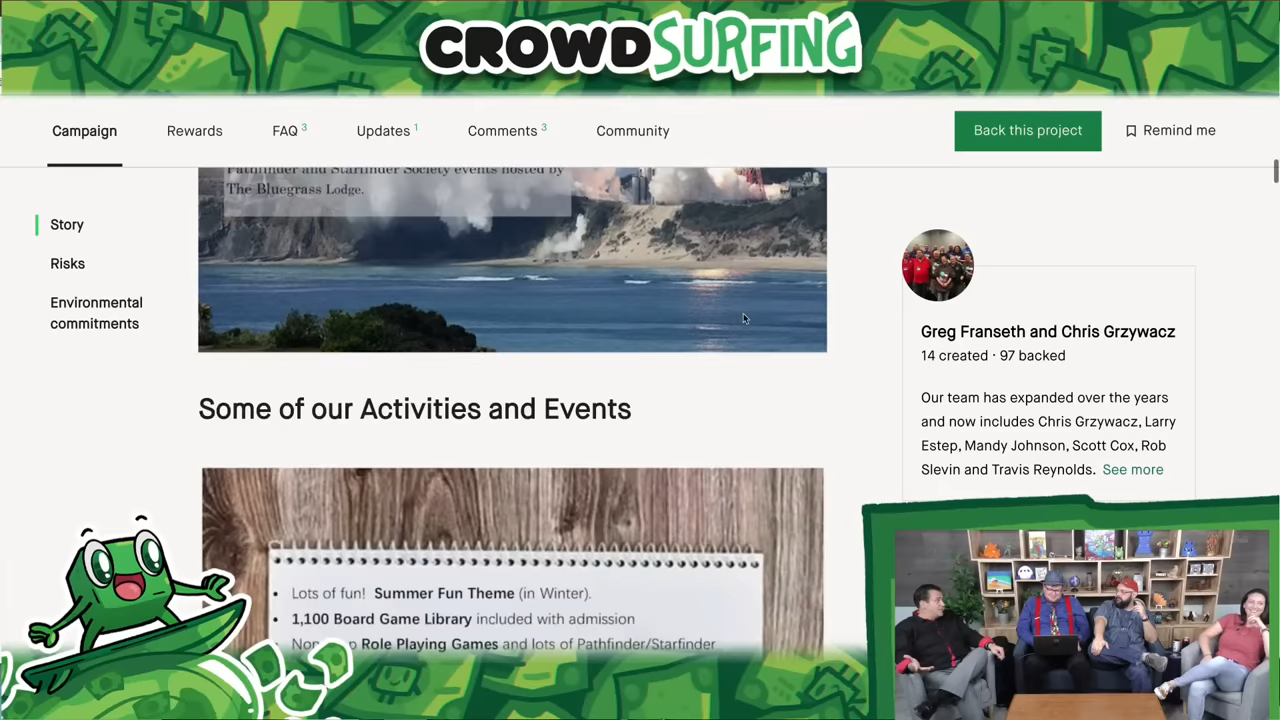 CROWDSURFING
Campaign
Rewards
FAQ 3
Updates 1
Comments 3
Community
Back this project
Remind me
Story
Risks
Environmental
commitments
Pathfinder and Starfinder Society events hosted by
The Bluegrass Lodge.
Some of our Activities and Events
• Lots of fun! Summer Fun Theme (in Winter).
• 1,100 Board Game Library included with admission
Role Playing Games and lots of Pathfinder/Starfinder
Greg Franseth and Chris Grzywacz
14 created · 97 backed
Our team has expanded over the years
and now includes Chris Grzywacz, Larry
Estep, Mandy Johnson, Scott Cox, Rob
Slevin and Travis Reynolds. See more